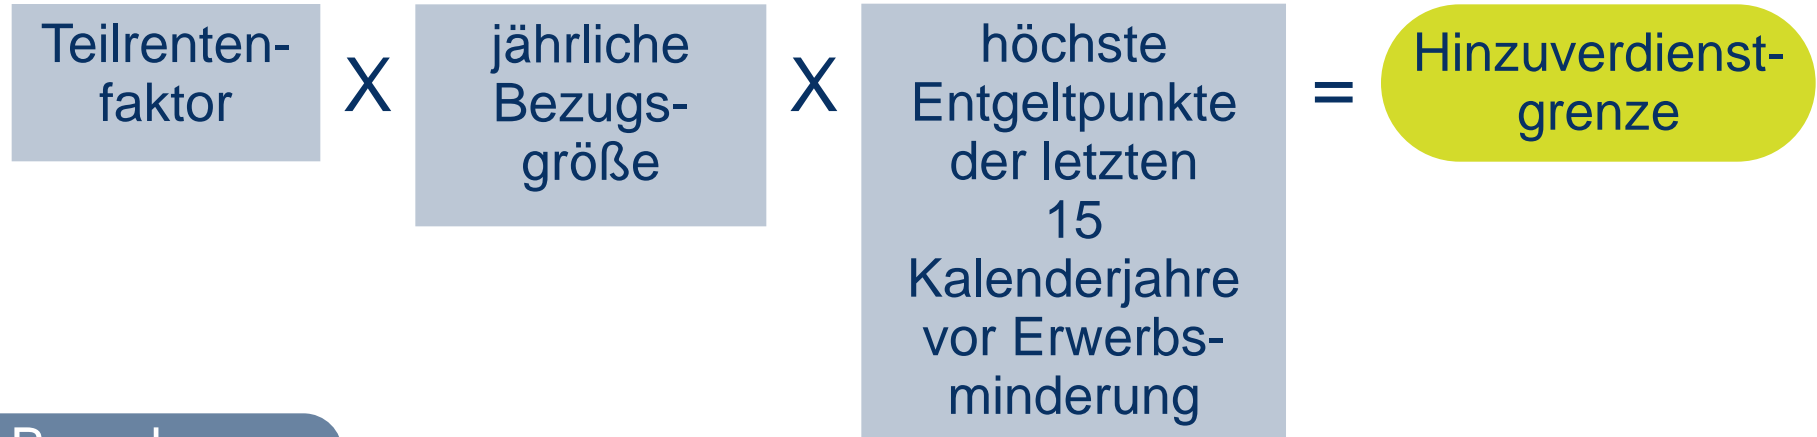 Teilrenten-
faktor
X
jährliche
Bezugs-
größe
X
höchste
Entgeltpunkte
der letzten
15
Kalenderjahre
vor Erwerbs-
minderung
=
Hinzuverdienst-
grenze